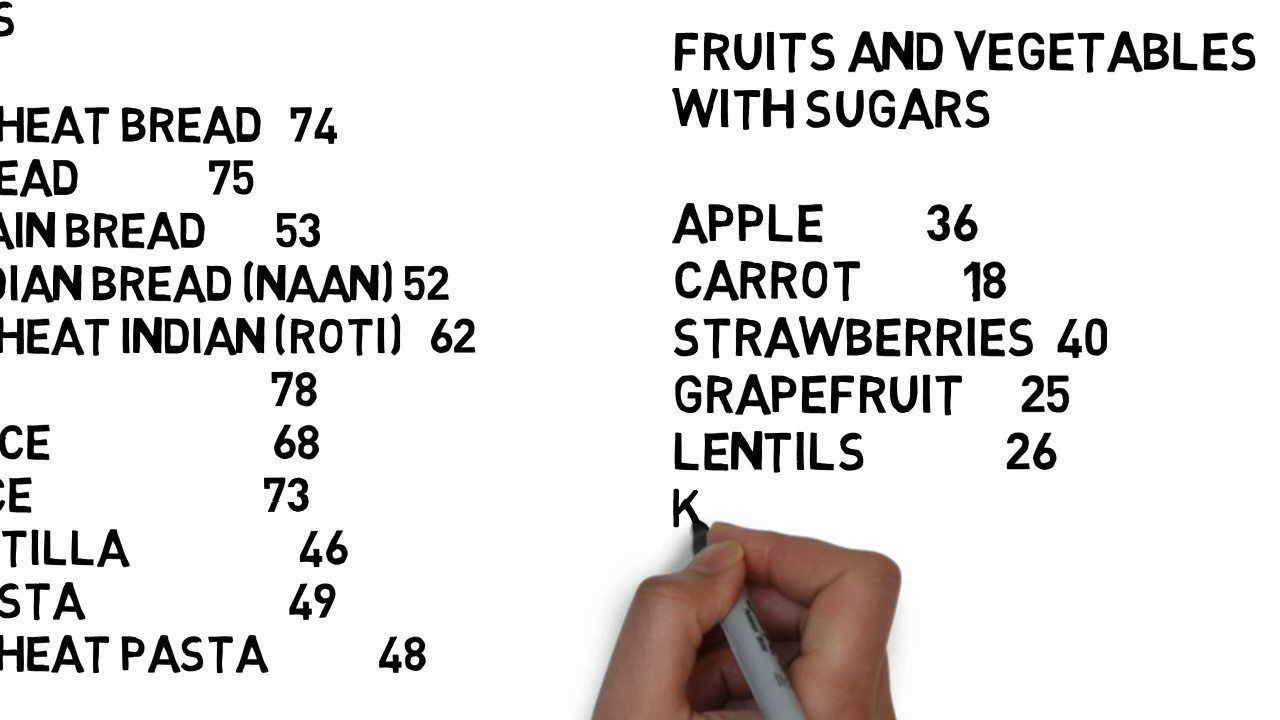 S
HEAT BREAD 74
EAD 75
AIN BREAD 53
DIAN BREAD (NAAN) 52
HEAT INDIAN (ROTI) 62
78
CE 68
CE 73
TILLA 46
STA 49
HEAT PASTA 48
FRUITS AND VEGETABLES
WITH SUGARS
APPLE 36
CARROT 18
STRAWBERRIES 40
GRAPEFRUIT 25
LENTILS 26
K